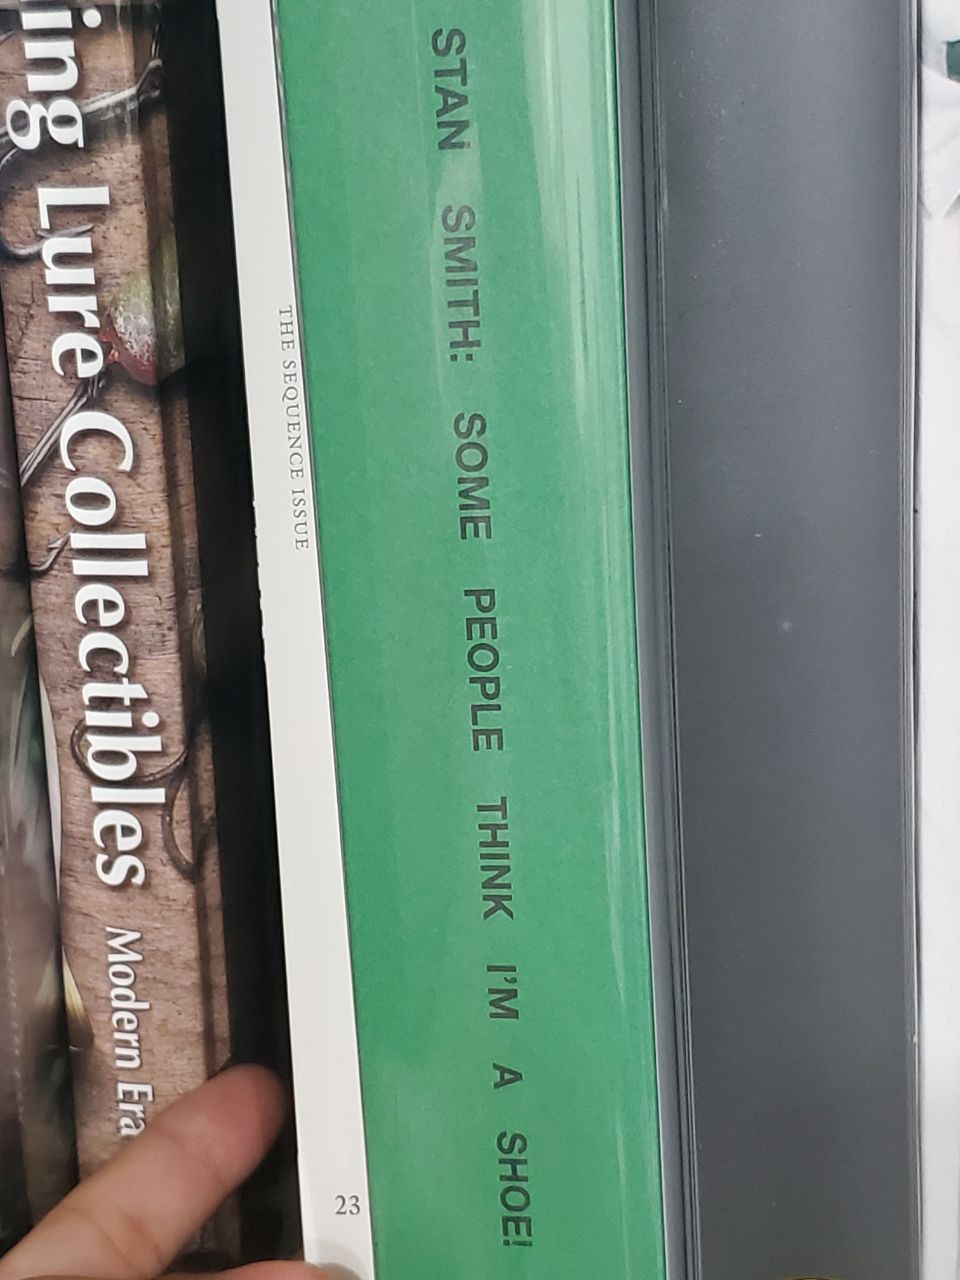 Lure Collectibles Modern Era
THE SEQUENCE ISSUE
23
STAN SMITH: SOME PEOPLE THINK I'M A SHOE!